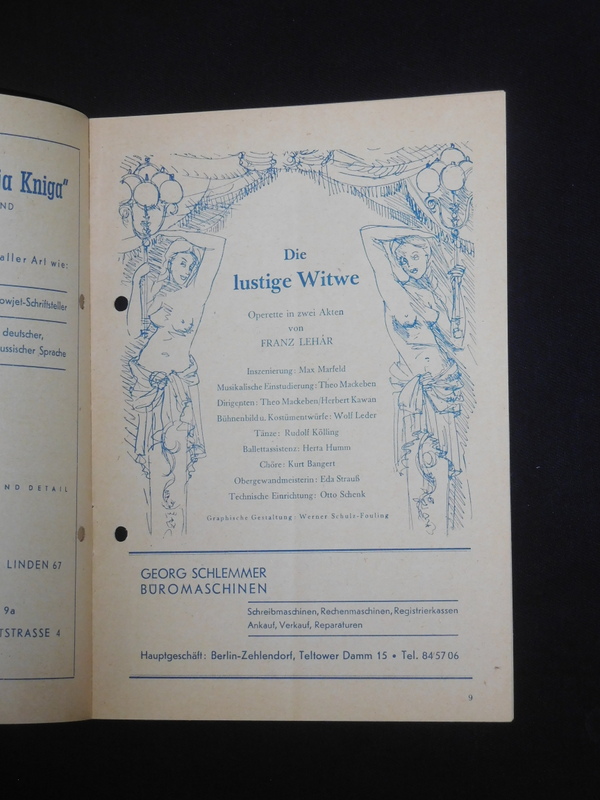 ja Kniga"
ND
aller Art wie:
owjet-Schriftsteller
deutscher,
ussischer Sprache
ND DETAIL
LINDEN 67
9a
TSTRASSE 4
Die
lustige Witwe
Operette in zwei Akten
von
FRANZ LEHÁR
Inszenierung: Max Marfeld
Musikalische Einstudierung: Theo Mackeben
Dirigenten: Theo Mackeben/Herbert Kawan
Bühnenbild u. Kostümentwürfe: Wolf Leder
Tänze: Rudolf Kölling
Ballettassistenz: Herta Humm
Chöre: Kurt Bangert
Obergewandmeisterin: Eda Strauß
Technische Einrichtung: Otto Schenk
Graphische Gestaltung: Werner Schulz-Fouling
GEORG SCHLEMMER
BÜROMASCHINEN
Schreibmaschinen, Rechenmaschinen, Registrierkassen
Ankauf, Verkauf, Reparaturen
Hauptgeschäft: Berlin-Zehlendorf, Teltower Damm 15 • Tel. 84 57 06
9